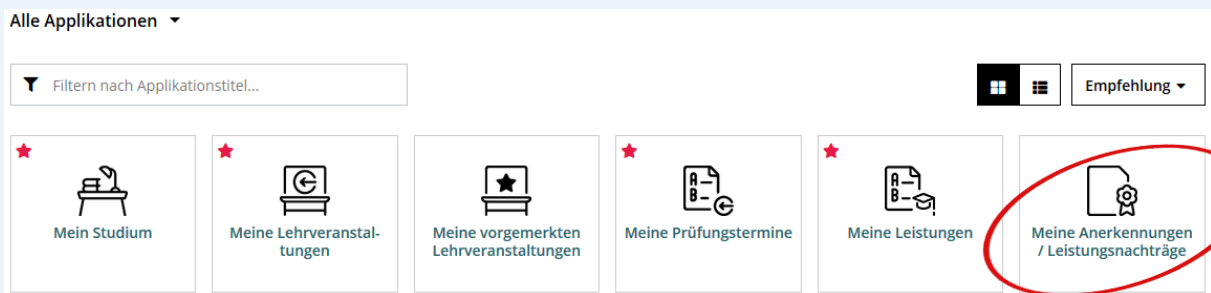 Alle Applikationen
Filtern nach Applikationstitel...
Empfehlung
Mein Studium
Meine Lehrveranstal-
tungen
Meine vorgemerkten
Lehrveranstaltungen
Meine Prüfungstermine
Meine Leistungen
Meine Anerkennungen
/ Leistungsnachträge